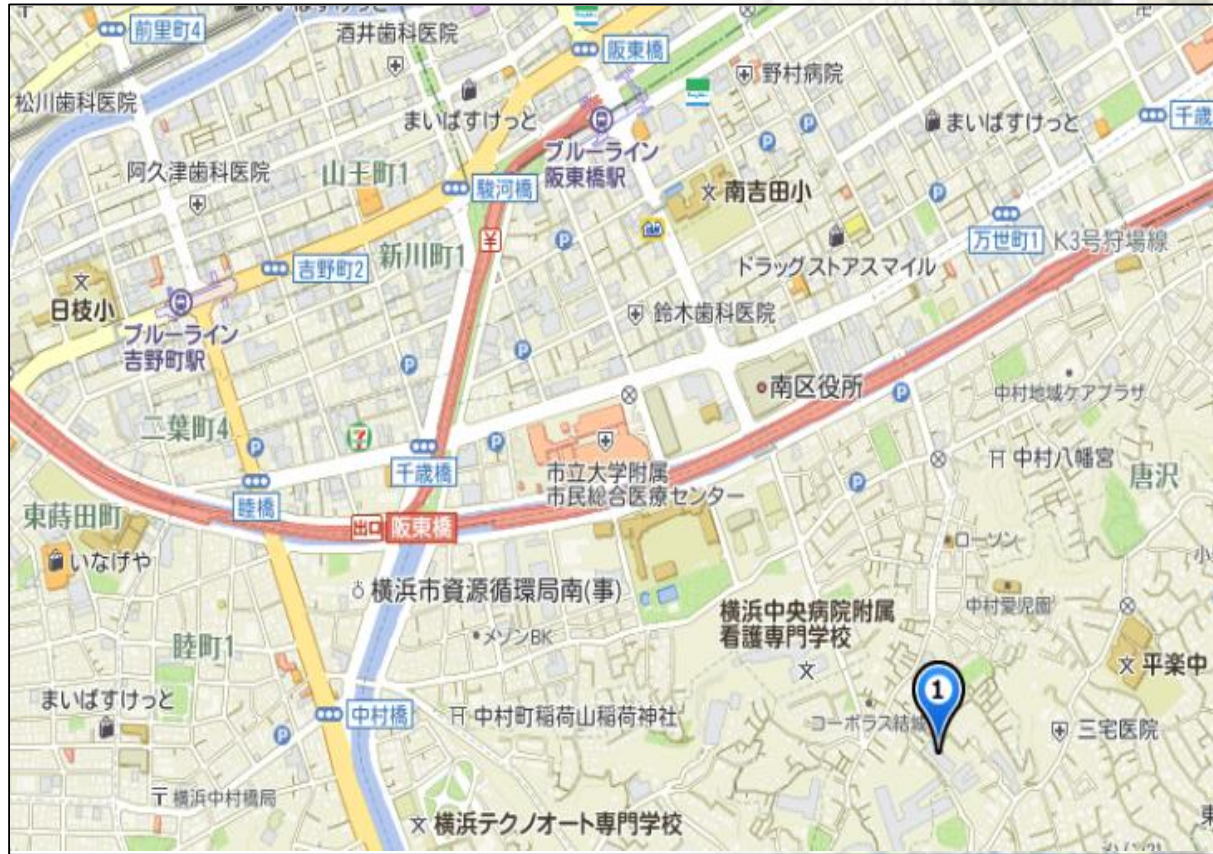 前里町4
酒井歯科医院
阪東橋
野村病院
松川歯科医院
まいばすけっと
まいばすけっと
千歳
ブルーライン
阪東橋駅
阿久津歯科医院
山王町1
駿河橋
南吉田小
万世町1
K3号狩場線
新川町1
吉野町2
ドラッグストアスマイル
日枝小
鈴木歯科医院
ブルーライン
吉野町駅
南区役所
中村地域ケアプラザ
二葉町4
千歳橋
市立大学附属
市民総合医療センター
中村八幡宮
唐沢
睦橋
東蒔田町
出口
阪東橋
ローソン
いなげや
横浜市資源循環局南(事)
中村愛児園
横浜中央病院附属
看護専門学校
メゾンBK
睦町1
平楽中
1
まいばすけっと
中村橋
中村町稲荷山稲荷神社
コーポラス結城
三宅医院
横浜中村橋局
横浜テクノオート専門学校